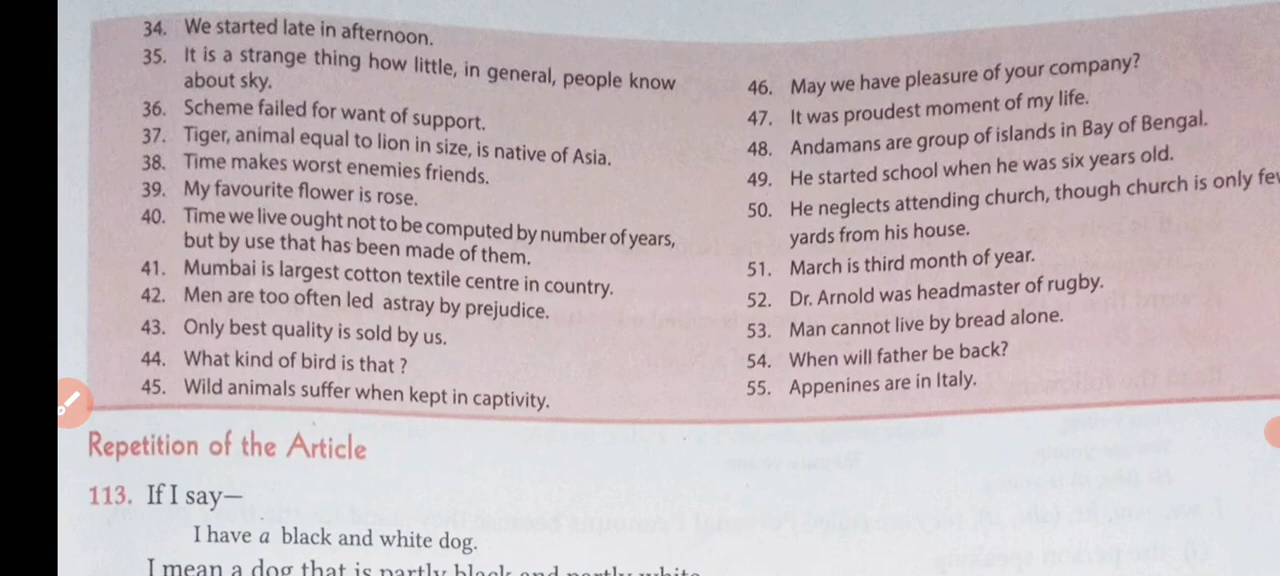 34. We started late in afternoon.
35. It is a strange thing how little, in general, people know
about sky.
36. Scheme failed for want of support.
37. Tiger, animal equal to lion in size, is native of Asia.
38. Time makes worst enemies friends.
39. My favourite flower is rose.
40. Time we live ought not to be computed by number of years,
but by use that has been made of them.
41. Mumbai is largest cotton textile centre in country.
42. Men are too often led astray by prejudice.
43. Only best quality is sold by us.
44. What kind of bird is that ?
45. Wild animals suffer when kept in captivity.
46. May we have pleasure of your company?
47. It was proudest moment of my life.
48. Andamans are group of islands in Bay of Bengal.
49. He started school when he was six years old.
50. He neglects attending church, though church is only
yards from his house.
51. March is third month of year.
52. Dr. Arnold was headmaster of rugby.
53. Man cannot live by bread alone.
54. When will father be back?
55. Appenines are in Italy.
Repetition of the Article
113. If I say—
I have a black and white dog.
I mean a dog that is partly black and partly white